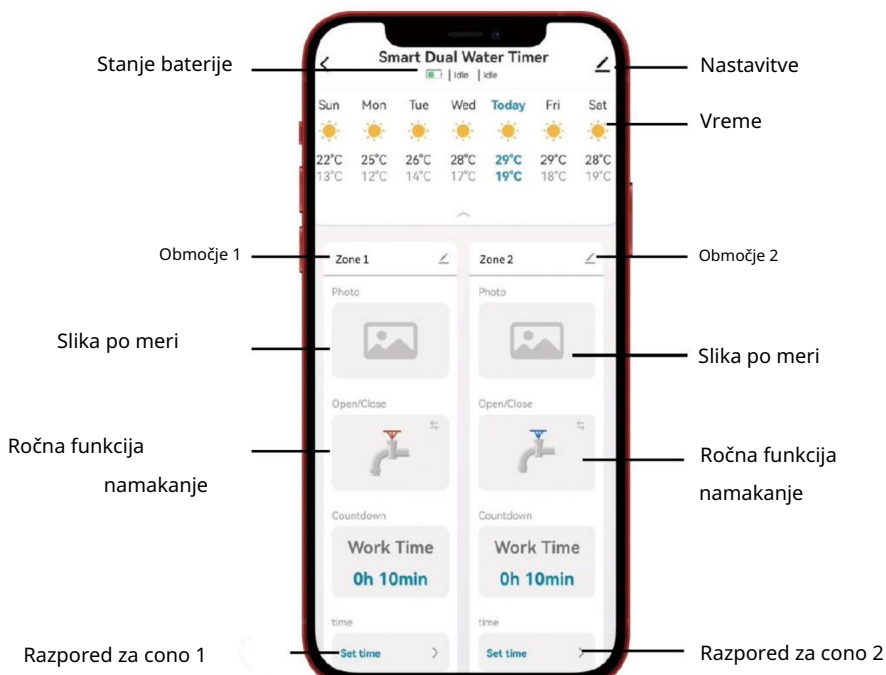 Smart Dual Water Timer
Stanje baterije
Idle Idle
Nastavitve
Sun Mon Tue Wed Today Fri Sat
Vreme
22°C 25°C 26°C 28°C 29°C 29°C 28°C
13°C 12°C 14°C 17°C 19°C 18°C 19°C
Območje 1
Zone 1
Zone 2
Območje 2
Photo
Photo
Slika po meri
Slika po meri
Open/Close
Open/Close
Ročna funkcija
namakanje
Ročna funkcija
namakanje
Countdown
Countdown
Work Time
Work Time
0h 10min
0h 10min
time
time
Razpored za cono 1
Set time
Set time
Razpored za cono 2